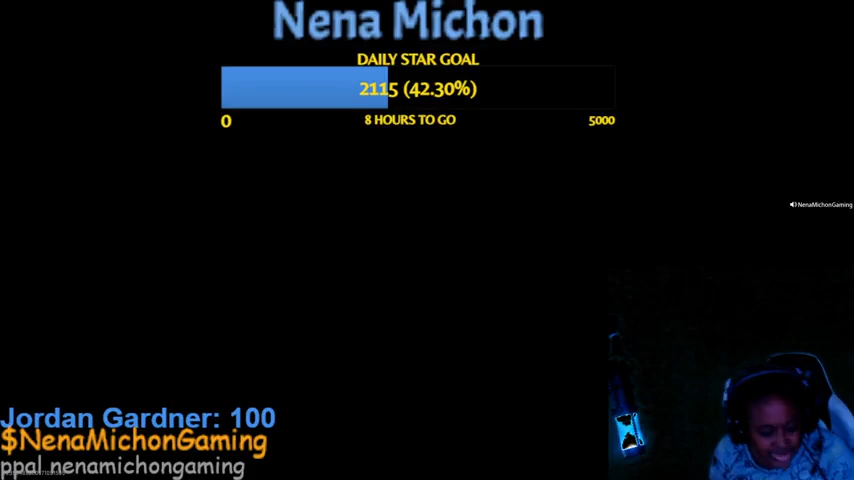 Nena Michon
DAILY STAR GOAL
2115 (42.30%)
0 8 HOURS TO GO 5000
NenaMichonGaming
Jordan Gardner: 100
$NenaMichonGaming
ppal nenamichongaming